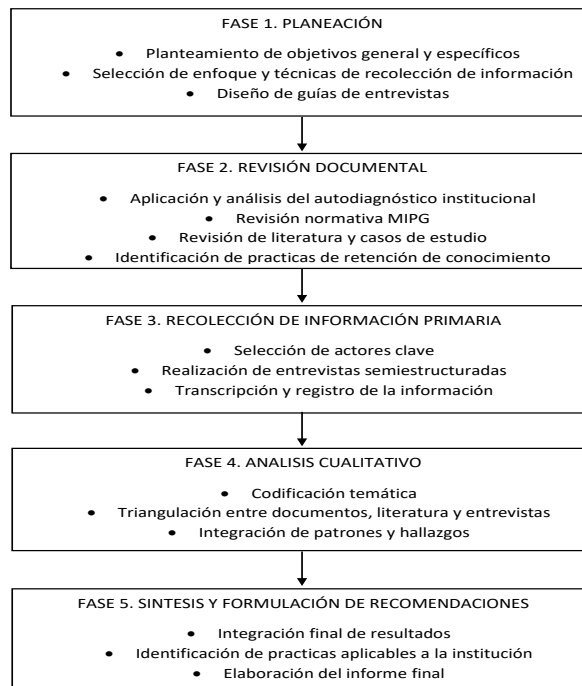 FASE 1. PLANEACIÓN
• Planteamiento de objetivos general y específicos
• Selección de enfoque y técnicas de recolección de información
• Diseño de guías de entrevistas
FASE 2. REVISIÓN DOCUMENTAL
• Aplicación y análisis del autodiagnóstico institucional
• Revisión normativa MIPG
• Revisión de literatura y casos de estudio
• Identificación de practicas de retención de conocimiento
FASE 3. RECOLECCIÓN DE INFORMACIÓN PRIMARIA
• Selección de actores clave
• Realización de entrevistas semiestructuradas
• Transcripción y registro de la información
FASE 4. ANALISIS CUALITATIVO
• Codificación temática
• Triangulación entre documentos, literatura y entrevistas
• Integración de patrones y hallazgos
FASE 5. SINTESIS Y FORMULACIÓN DE RECOMENDACIONES
• Integración final de resultados
• Identificación de practicas aplicables a la institución
• Elaboración del informe final